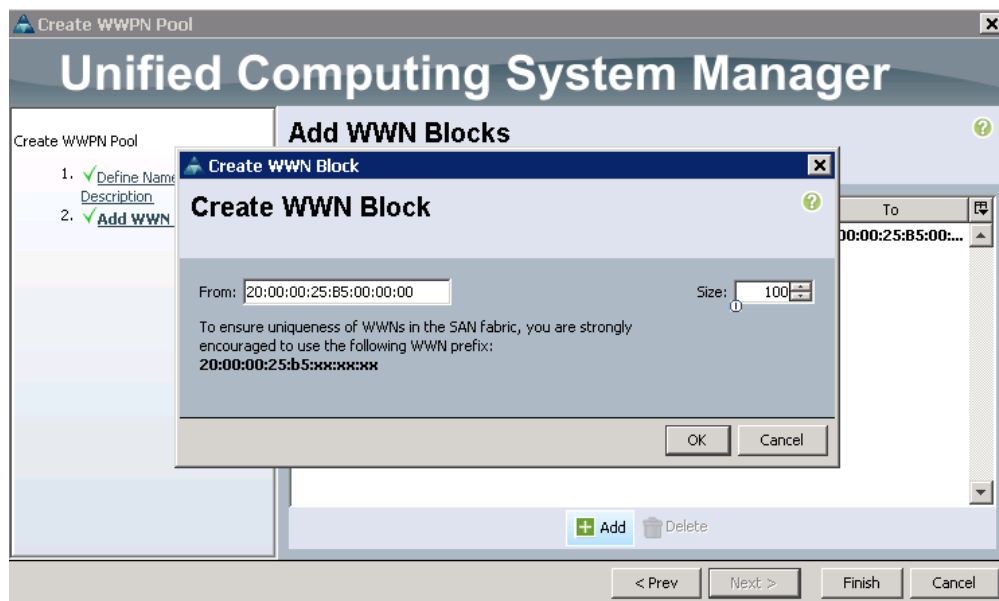 Create WWPN Pool
Unified Computing System Manager
Create WWPN Pool
1. Define Name
Description
2. Add WWN
Add WWN Blocks
To
00:00:25:B5:00:...
Create WWN Block
Create WWN Block
From: 20:00:00:25:B5:00:00:00
Size: 100
To ensure uniqueness of WWNs in the SAN fabric, you are strongly
encouraged to use the following WWN prefix:
20:00:00:25:b5:xx:xx:xx
OK Cancel
Add Delete
< Prev Next > Finish Cancel